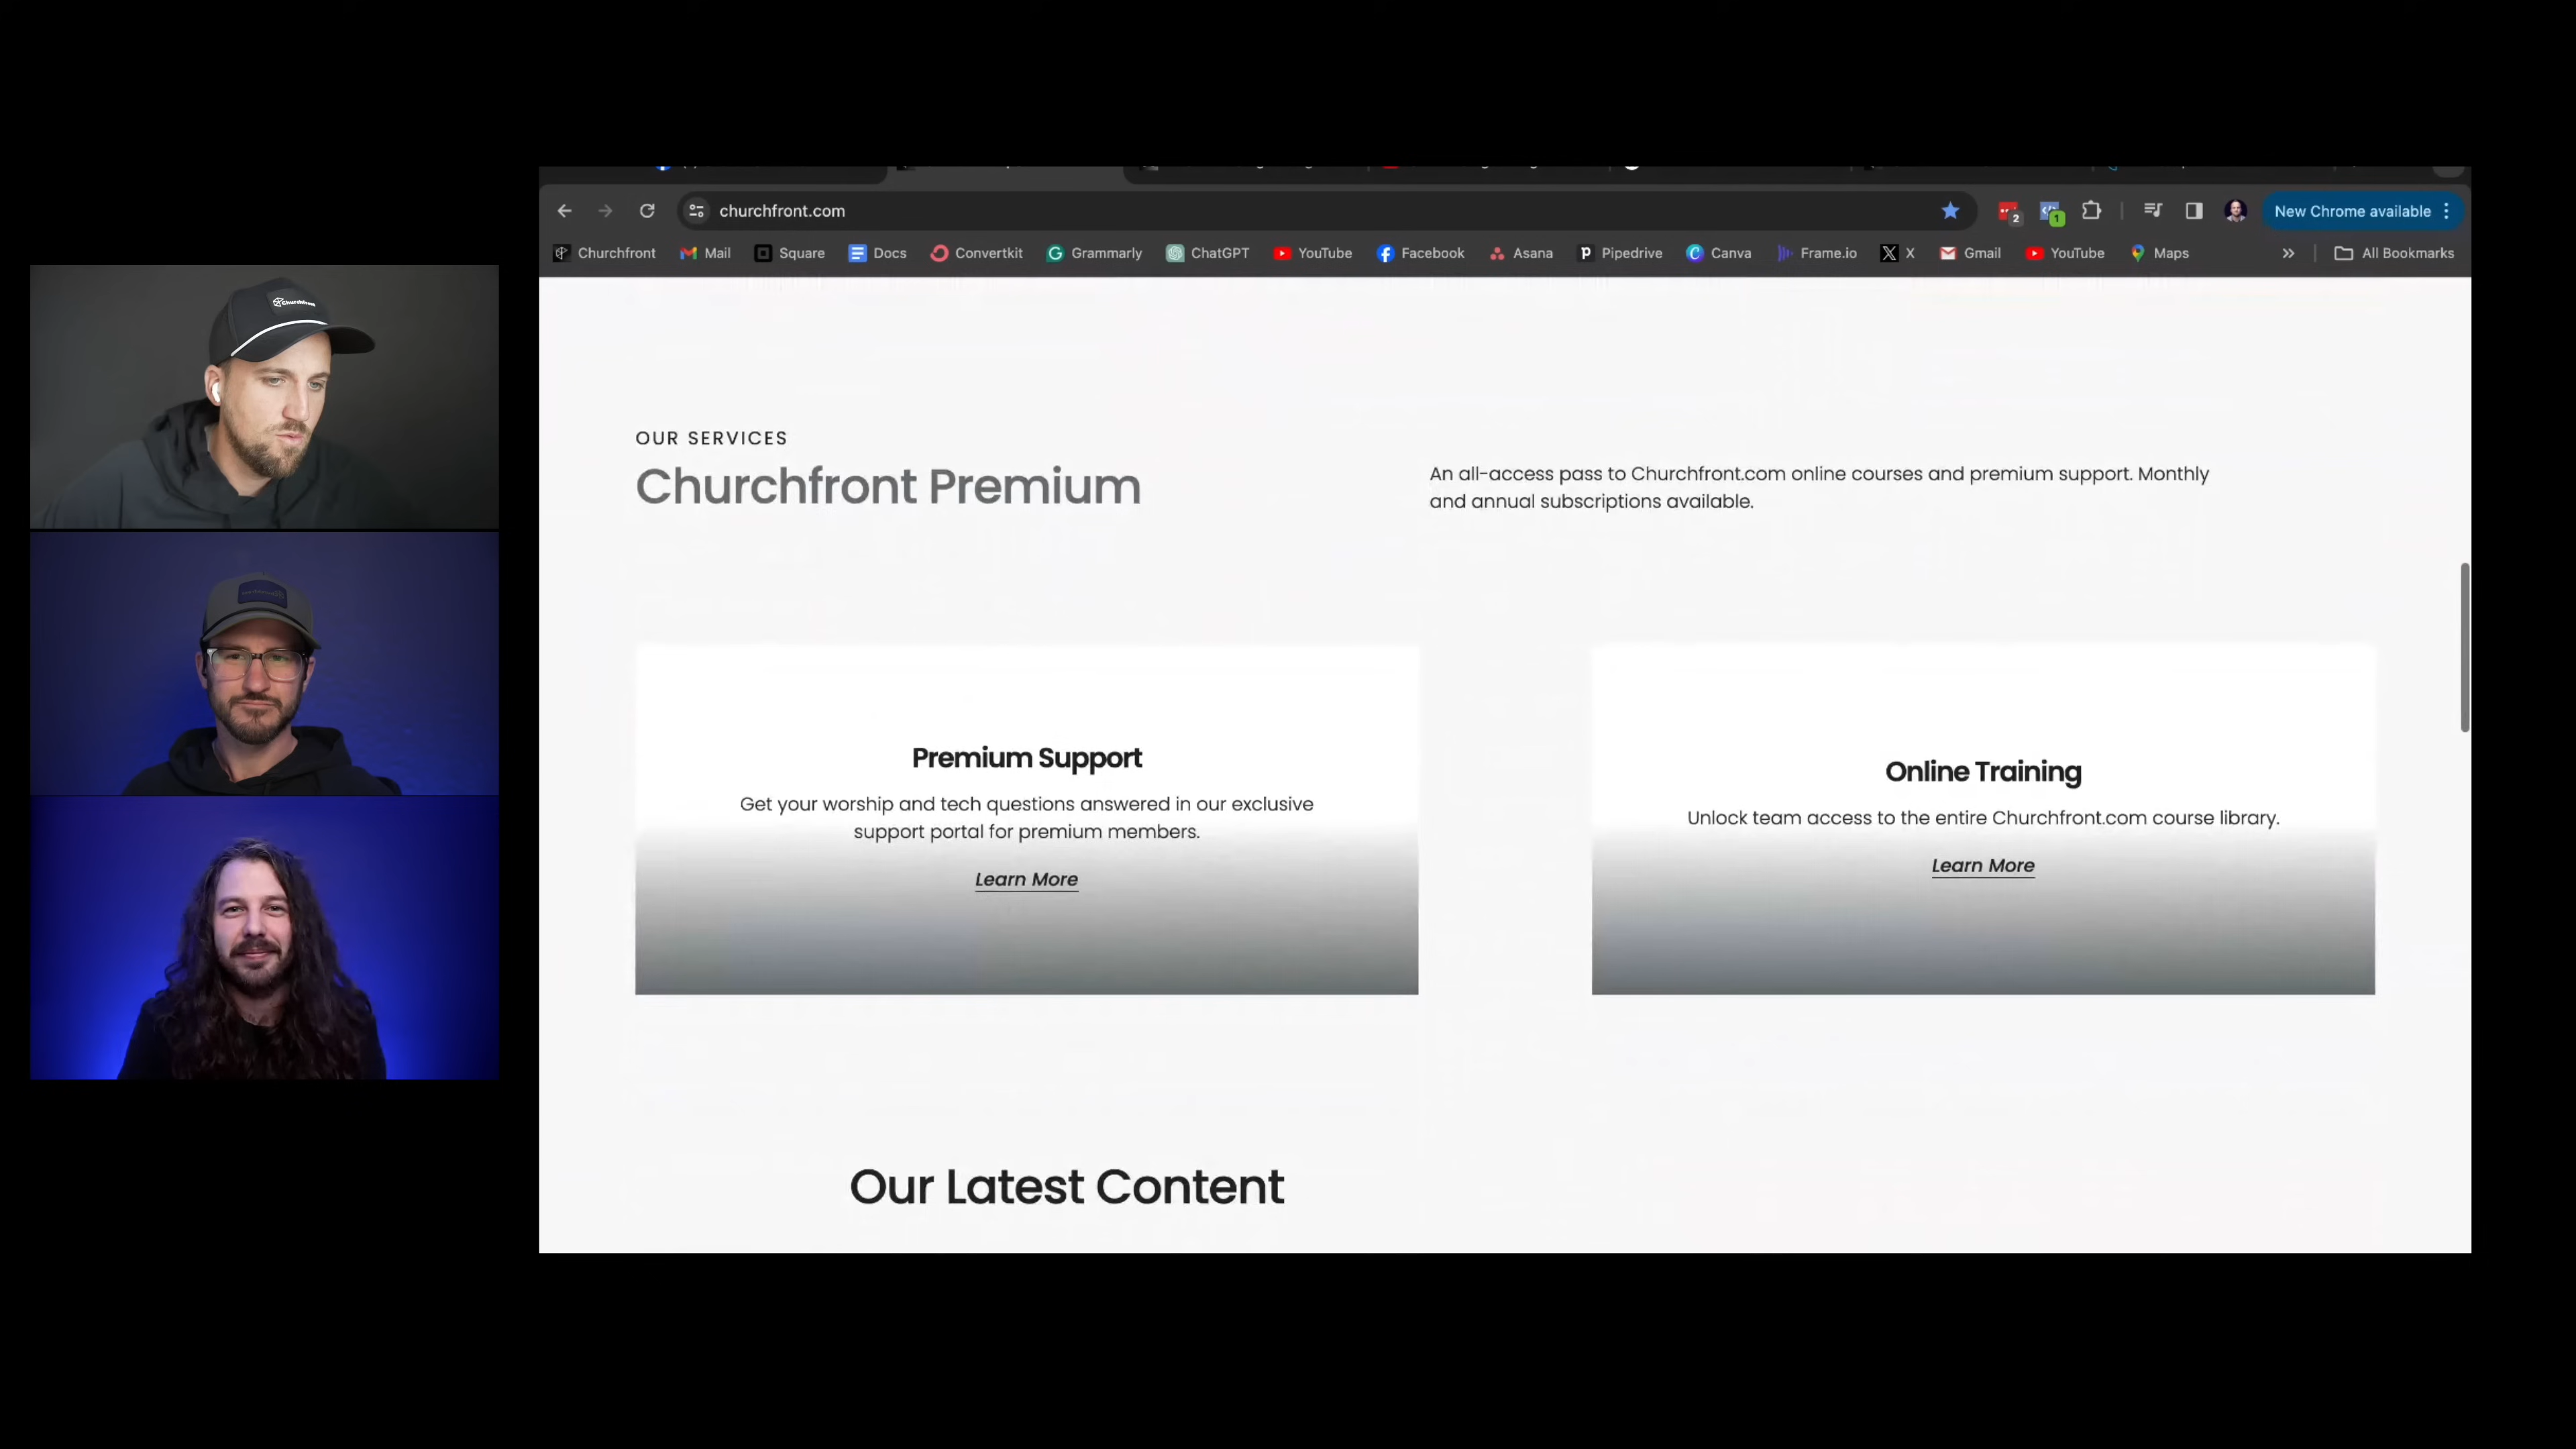 churchfront.com
2
1
New Chrome available
Churchfront
Mail
Square
Docs
Convertkit
Grammarly
ChatGPT
YouTube
Facebook
Asana
Pipedrive
Canva
Frame.io
X
Gmail
YouTube
Maps
All Bookmarks
Churchfront
OUR SERVICES
Churchfront Premium
An all-access pass to Churchfront.com online courses and premium support. Monthly
and annual subscriptions available.
Premium Support
Get your worship and tech questions answered in our exclusive
support portal for premium members.
Learn More
Online Training
Unlock team access to the entire Churchfront.com course library.
Learn More
Our Latest Content